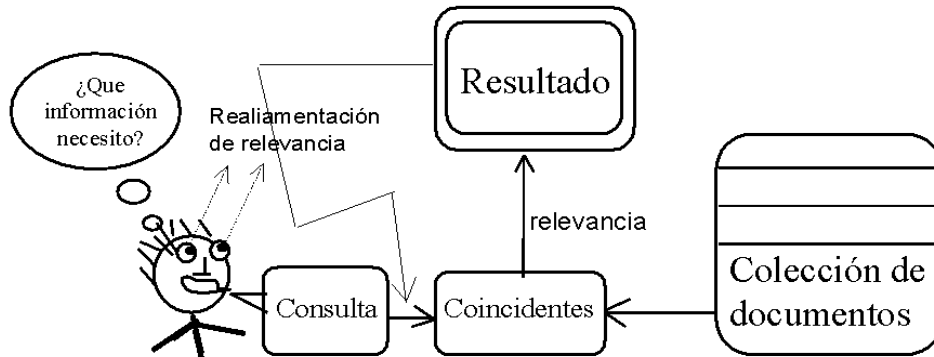 ¿Que
información
necesito?
Realiamentación
de relevancia
Resultado
relevancia
Consulta
Coincidentes
Colección de
documentos